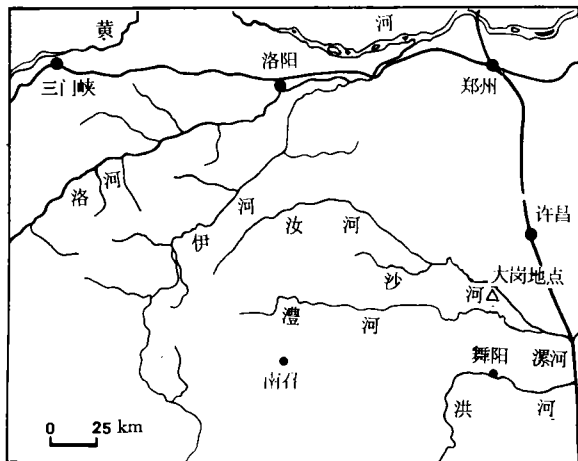 黄 河
三门峡
洛阳
郑州
洛 河
伊 河
汝 河
许昌
沙 河
大岗地点
澧 河
舞阳
漯河
南召
洪 河
0 25 km